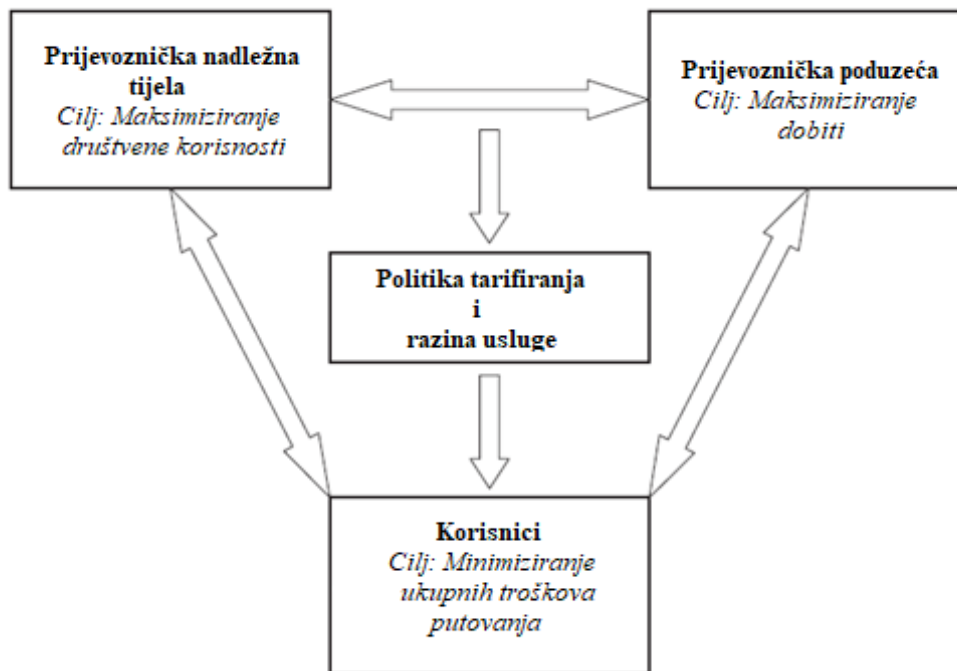 Prijevoznička nadležna
tijela
Cilj: Maksimiziranje
društvene korisnosti
Prijevoznička poduzeća
Cilj: Maksimiziranje
dobiti
Politika tarifiranja
i
razina usluge
Korisnici
Cilj: Minimiziranje
ukupnih troškova
putovanja